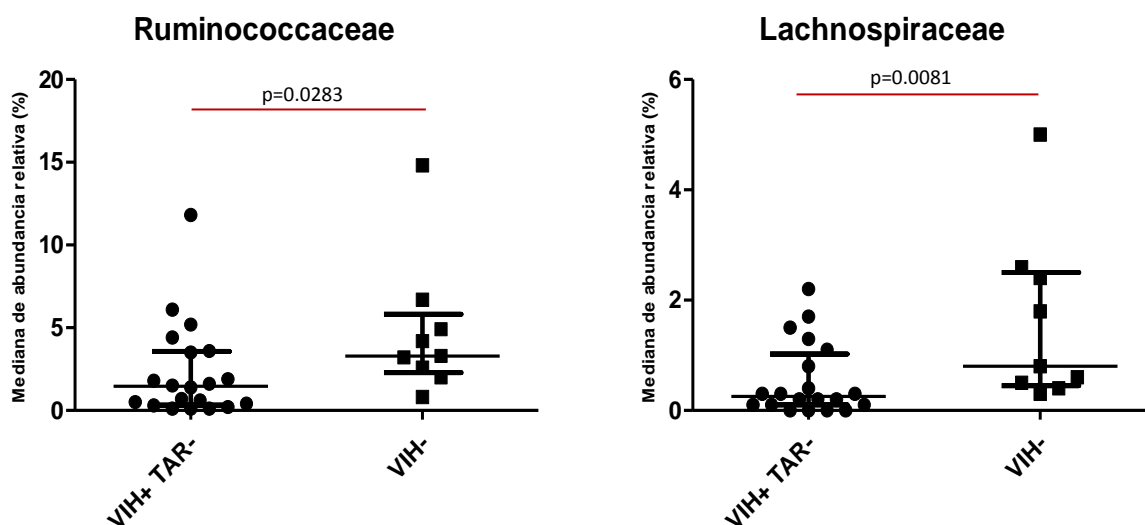 Ruminococcaceae
Mediana de abundancia relativa (%)
20
15
10
5
0
p=0.0283
VIH+ TAR-
VIH-
Lachnospiraceae
Mediana de abundancia relativa (%)
6
4
2
0
p=0.0081
VIH+ TAR-
VIH-